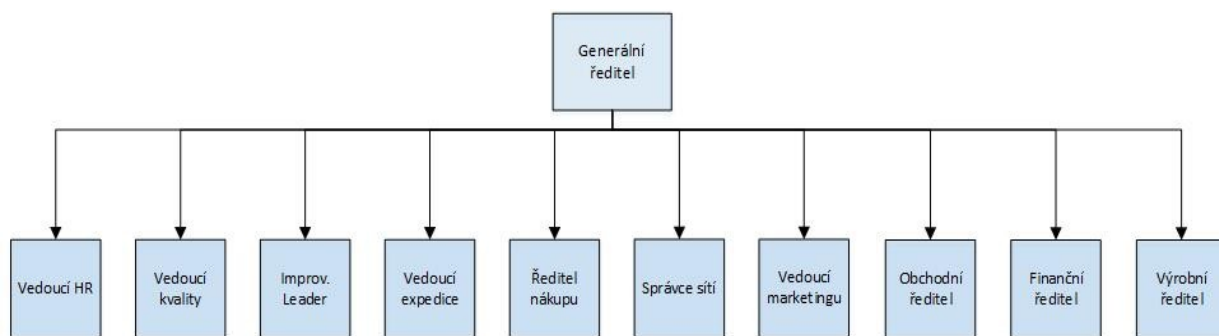 Generální
ředitel
Vedoucí HR
Vedoucí
kvality
Improv.
Leader
Vedoucí
expedice
Ředitel
nákupu
Správce sítí
Vedoucí
marketingu
Obchodní
ředitel
Finanční
ředitel
Výrobní
ředitel